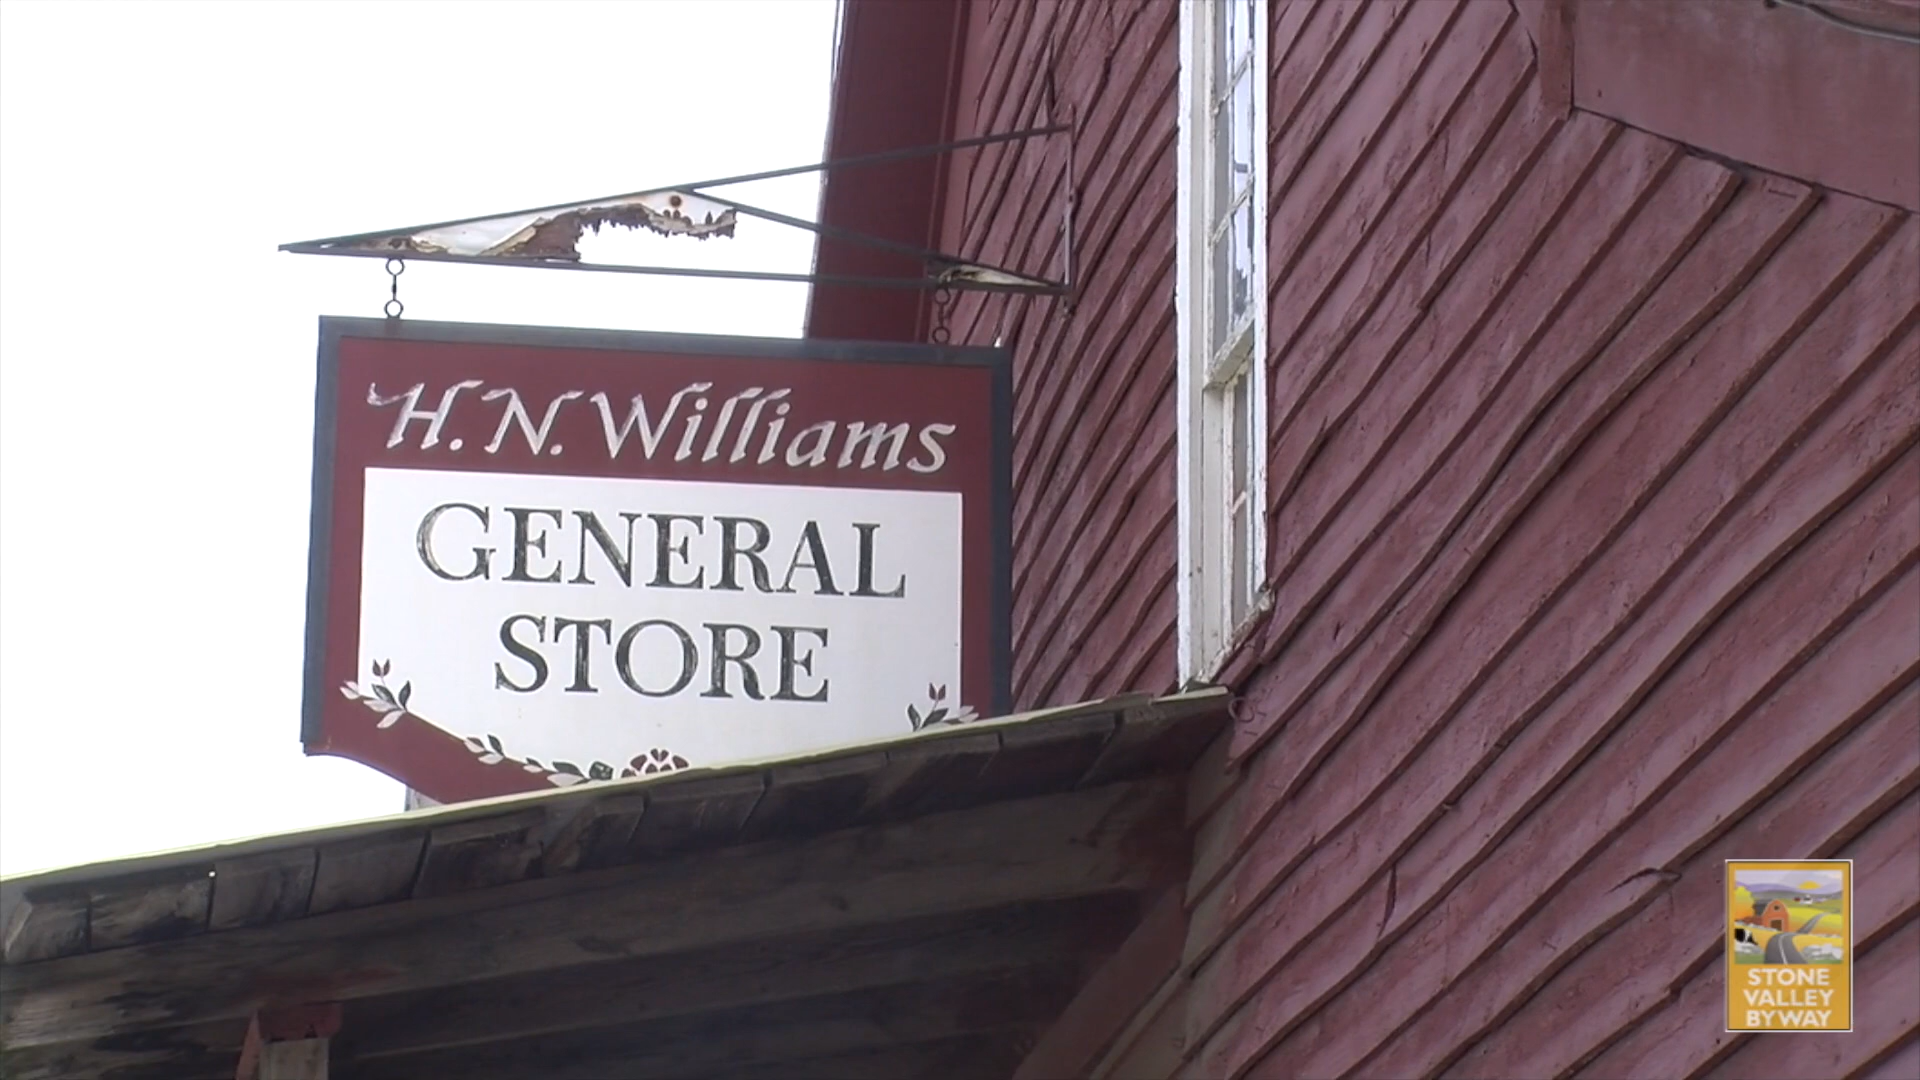 H.N. Williams
GENERAL
STORE
STONE
VALLEY
BYWAY